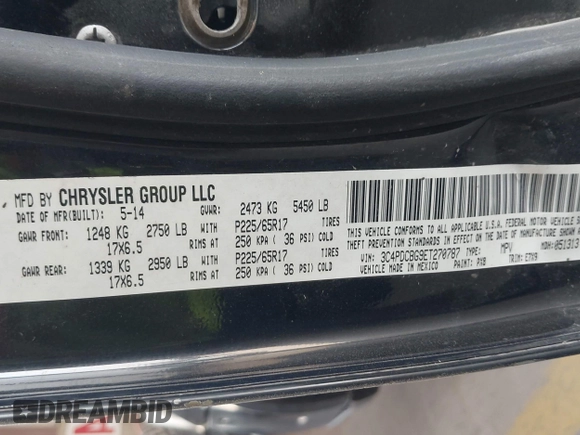 MFD BY CHRYSLER GROUP LLC
DATE OF MFR(BUILT): 5-14 GVWR: 2473 KG 5450 LB
GAWR FRONT: 1248 KG 2750 LB WITH P225/65R17 TIRES
17X6.5 RIMS AT 250 KPA ( 36 PSI) COLD
GAWR REAR: 1339 KG 2950 LB WITH P225/65R17 TIRES
17X6.5 RIMS AT 250 KPA ( 36 PSI) COLD
THIS VEHICLE CONFORMS TO ALL APPLICABLE U.S.A. FEDERAL MOTOR VEHICLE
THEFT PREVENTION STANDARDS IN EFFECT ON THE DATE OF MANUFACTURE SHOWN
VIN: 3C4PDCBG9ET270787 TYPE: MPV MDH: 05131
VEHICLE MADE IN MEXICO PAINT: PX8 TRIM: E7X9
DREAMBID